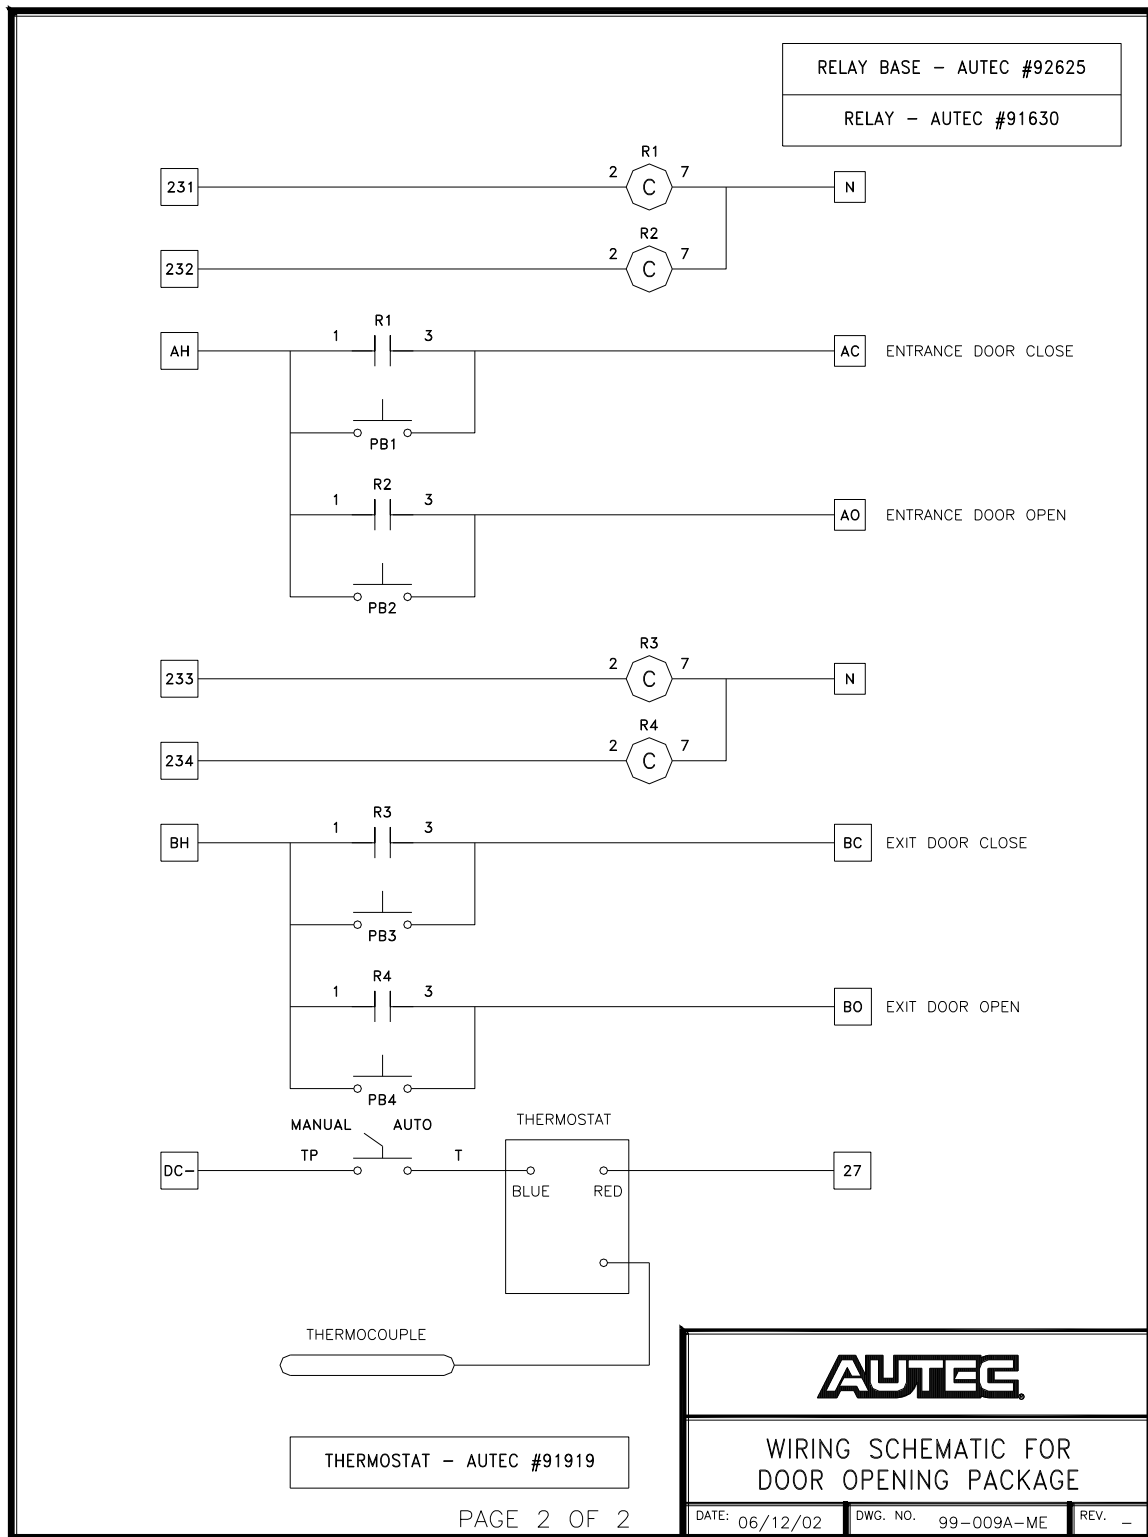 RELAY BASE - AUTEC #92625
RELAY - AUTEC #91630
R1
231 2 C 7 N
R2
232 2 C 7
R1
AH 1 3 AC ENTRANCE DOOR CLOSE
PB1
R2
1 3 AO ENTRANCE DOOR OPEN
PB2
R3
233 2 C 7 N
R4
234 2 C 7
R3
BH 1 3 BC EXIT DOOR CLOSE
PB3
R4
1 3 BO EXIT DOOR OPEN
PB4
MANUAL AUTO THERMOSTAT
DC- TP T 27
BLUE RED
THERMOCOUPLE
THERMOSTAT - AUTEC #91919
AUTEC
WIRING SCHEMATIC FOR
DOOR OPENING PACKAGE
PAGE 2 OF 2
DATE: 06/12/02 DWG. NO. 99-009A-ME REV. -